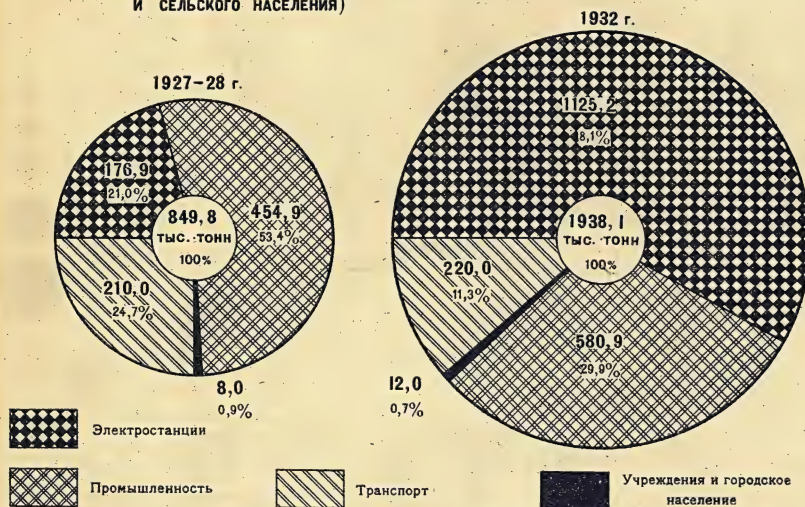 И СЕЛЬСКОГО НАСЕЛЕНИЯ)
1927–28 г.
176,9
21,0%
454,9
53,4%
849,8
тыс. тонн
100%
210,0
24,7%
8,0
0,9%
1932 г.
1125,2
8,1%
1938,1
тыс. тонн
100%
220,0
11,3%
580,9
29,9%
12,0
0,7%
Электростанции
Промышленность
Транспорт
Учреждения и городское
население